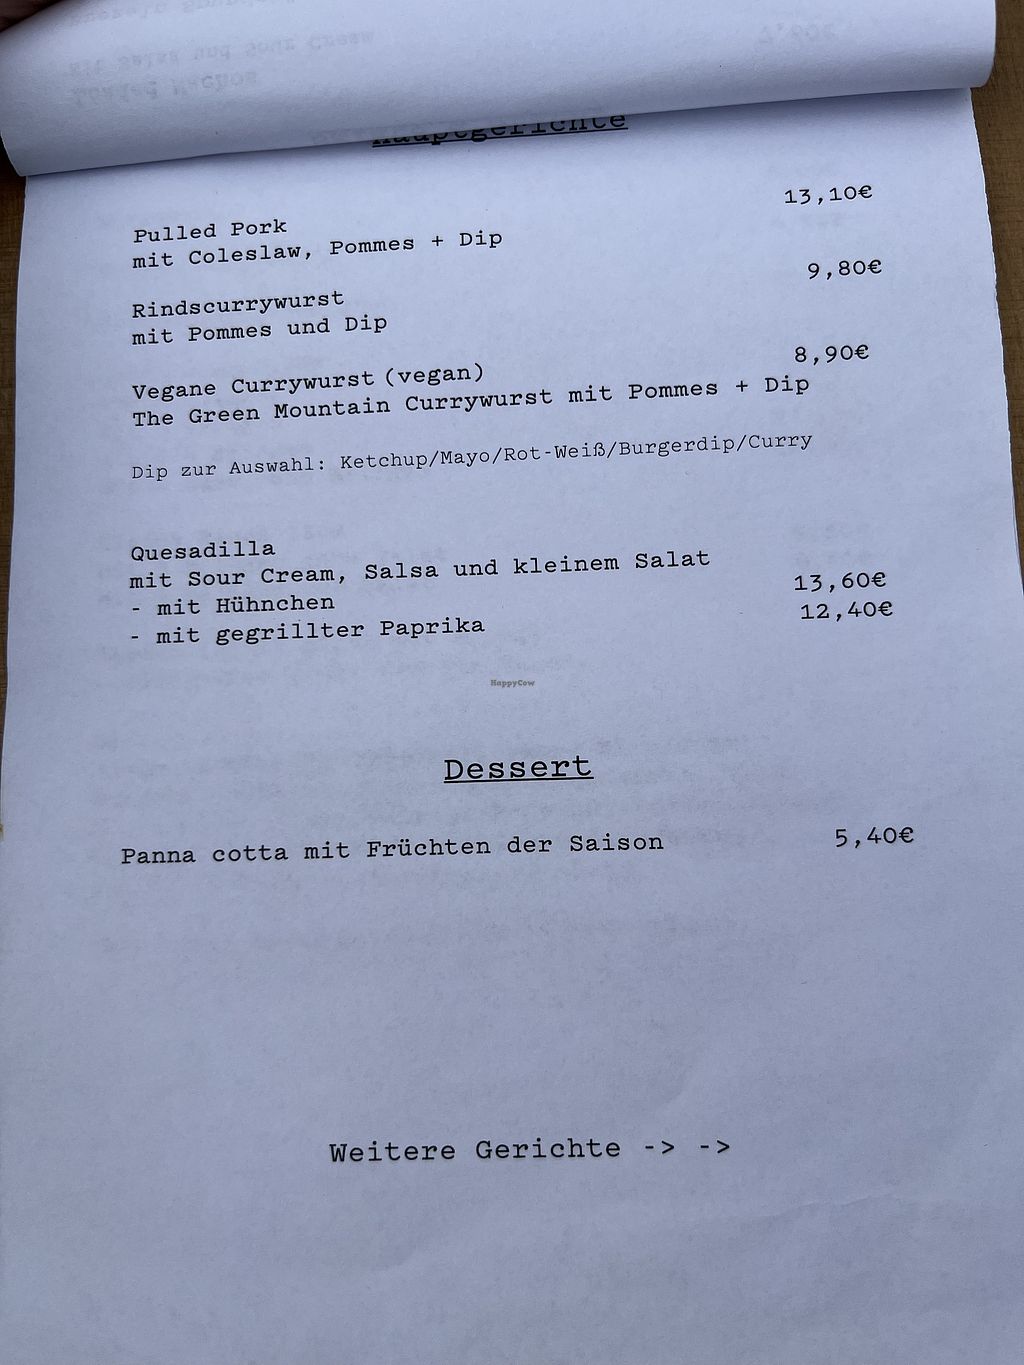 Hauptgerichte
Pulled Pork 13,10€
mit Coleslaw, Pommes + Dip
Rindscurrywurst 9,80€
mit Pommes und Dip
Vegane Currywurst (vegan) 8,90€
The Green Mountain Currywurst mit Pommes + Dip
Dip zur Auswahl: Ketchup/Mayo/Rot-Weiß/Burgerdip/Curry
Quesadilla
mit Sour Cream, Salsa und kleinem Salat
- mit Hühnchen 13,60€
- mit gegrillter Paprika 12,40€
HappyCow
Dessert
Panna cotta mit Früchten der Saison 5,40€
Weitere Gerichte -> ->